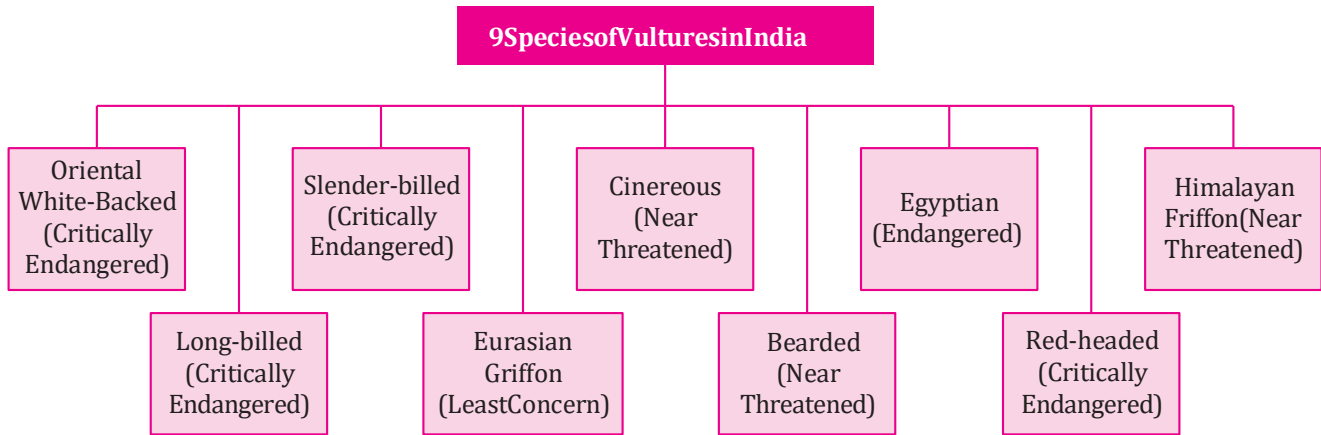 9SpeciesofVulturesinIndia
Oriental
White-Backed
(Critically
Endangered)
Slender-billed
(Critically
Endangered)
Cinereous
(Near
Threatened)
Egyptian
(Endangered)
Himalayan
Friffon(Near
Threatened)
Long-billed
(Critically
Endangered)
Eurasian
Griffon
(LeastConcern)
Bearded
(Near
Threatened)
Red-headed
(Critically
Endangered)